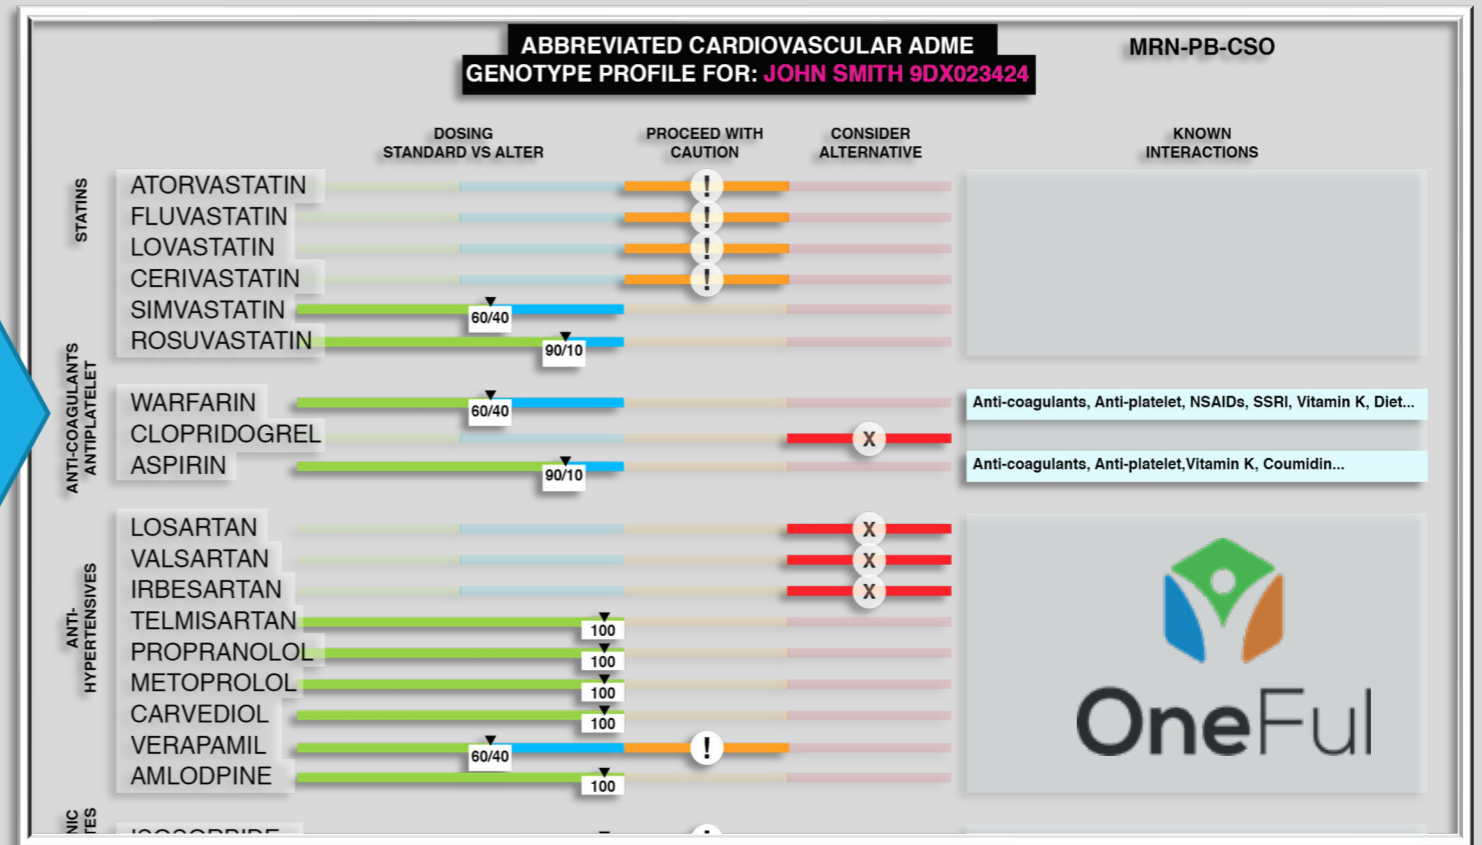 ABBREVIATED CARDIOVASCULAR ADME
GENOTYPE PROFILE FOR: JOHN SMITH 9DX023424
MRN-PB-CSO
DOSING
STANDARD VS ALTER
PROCEED WITH
CAUTION
CONSIDER
ALTERNATIVE
KNOWN
INTERACTIONS
STATINS
ATORVASTATIN !
FLUVASTATIN !
LOVASTATIN !
CERIVASTATIN !
SIMVASTATIN 60/40
ROSUVASTATIN 90/10
ANTI-COAGULANTS
ANTIPLATELET
WARFARIN 60/40 Anti-coagulants, Anti-platelet, NSAIDs, SSRI, Vitamin K, Diet...
CLOPRIDOGREL X
ASPIRIN 90/10 Anti-coagulants, Anti-platelet,Vitamin K, Coumidin...
ANTI-
HYPERTENSIVES
LOSARTAN X
VALSARTAN X
IRBESARTAN X
TELMISARTAN 100
PROPRANOLOL 100
METOPROLOL 100
CARVEDIOL 100
VERAPAMIL 60/40 !
AMLODPINE 100
OneFul